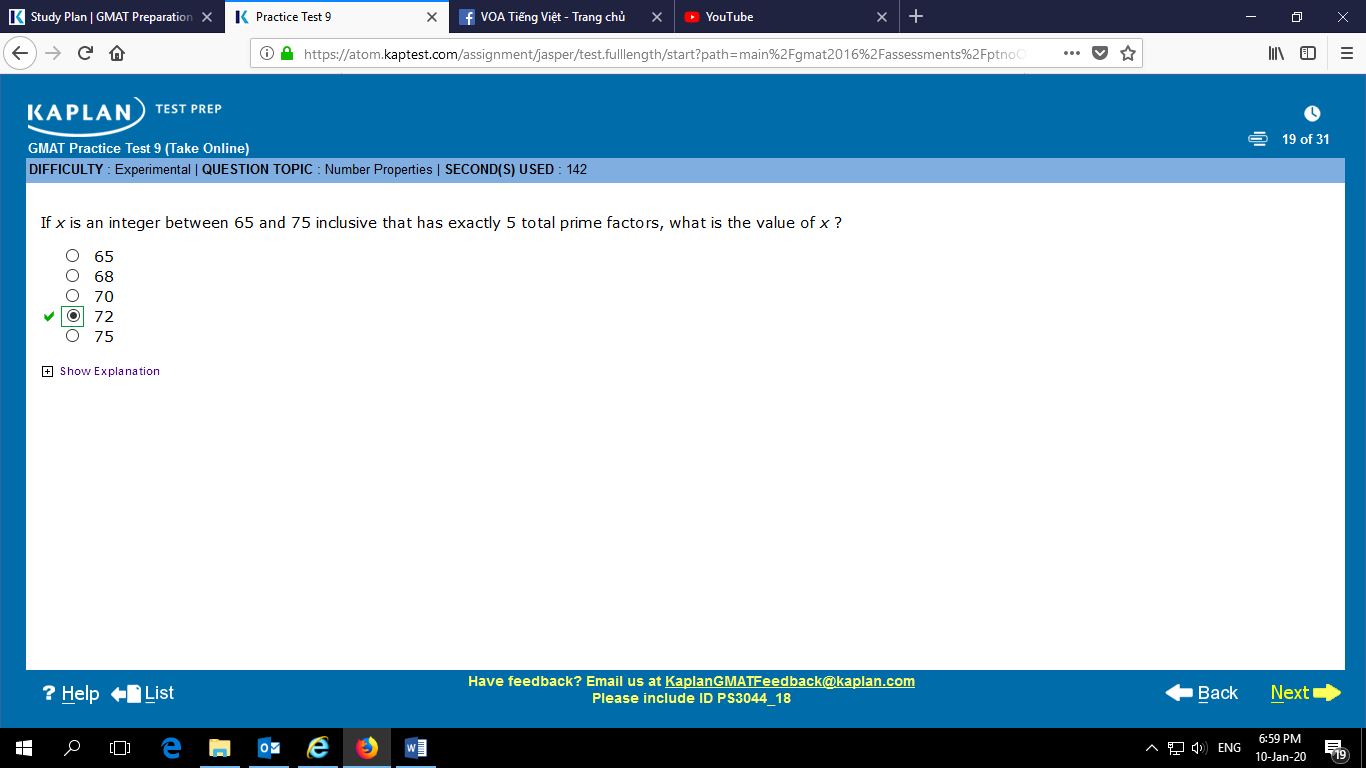 Study Plan | GMAT Preparation
Practice Test 9
VOA Tiếng Việt - Trang chủ
YouTube
https://atom.kaptest.com/assignment/jasper/test.fulllength/start?path=main%2Fgmat2016%2Fassessments%2Fptno
KAPLAN TEST PREP
GMAT Practice Test 9 (Take Online)
19 of 31
DIFFICULTY : Experimental | QUESTION TOPIC : Number Properties | SECOND(S) USED : 142
If x is an integer between 65 and 75 inclusive that has exactly 5 total prime factors, what is the value of x ?
65
68
70
72
75
Show Explanation
? Help
List
Have feedback? Email us at KaplanGMATFeedback@kaplan.com
Please include ID PS3044_18
Back
Next
ENG
6:59 PM
10-Jan-20
19